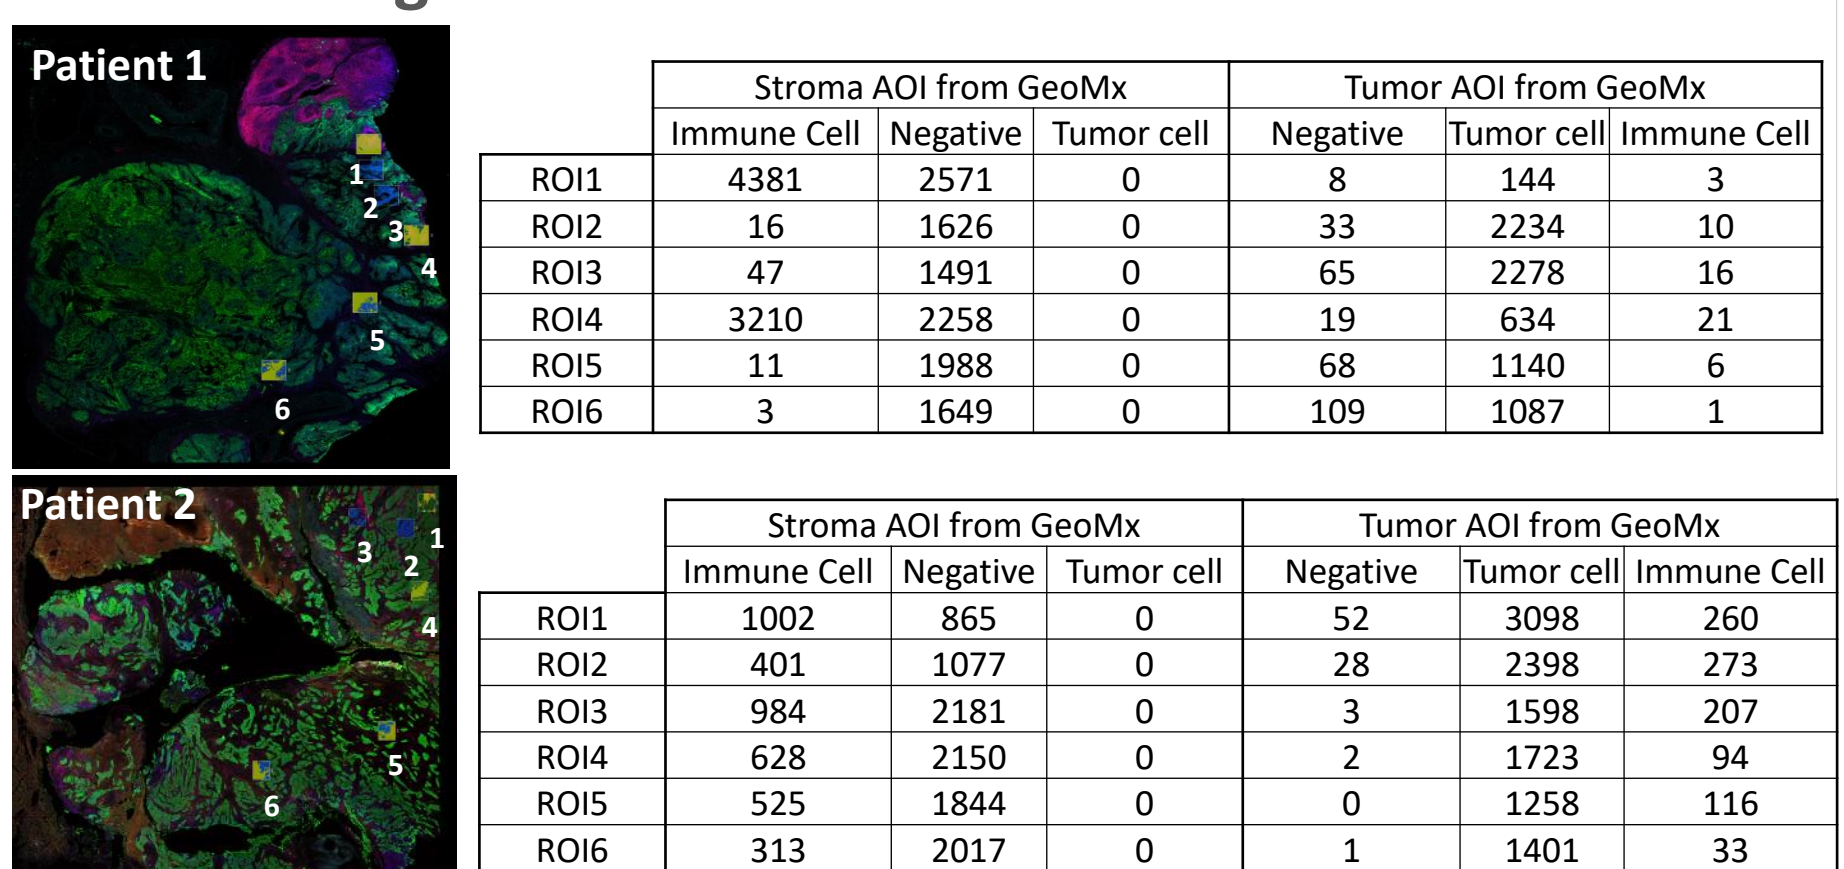 Patient 1
1
2
3
4
5
6
Stroma AOI from GeoMx Tumor AOI from GeoMx
Immune Cell Negative Tumor cell Negative Tumor cell Immune Cell
ROI1 4381 2571 0 8 144 3
ROI2 16 1626 0 33 2234 10
ROI3 47 1491 0 65 2278 16
ROI4 3210 2258 0 19 634 21
ROI5 11 1988 0 68 1140 6
ROI6 3 1649 0 109 1087 1
Patient 2
1
3
2
4
5
6
Stroma AOI from GeoMx Tumor AOI from GeoMx
Immune Cell Negative Tumor cell Negative Tumor cell Immune Cell
ROI1 1002 865 0 52 3098 260
ROI2 401 1077 0 28 2398 273
ROI3 984 2181 0 3 1598 207
ROI4 628 2150 0 2 1723 94
ROI5 525 1844 0 0 1258 116
ROI6 313 2017 0 1 1401 33